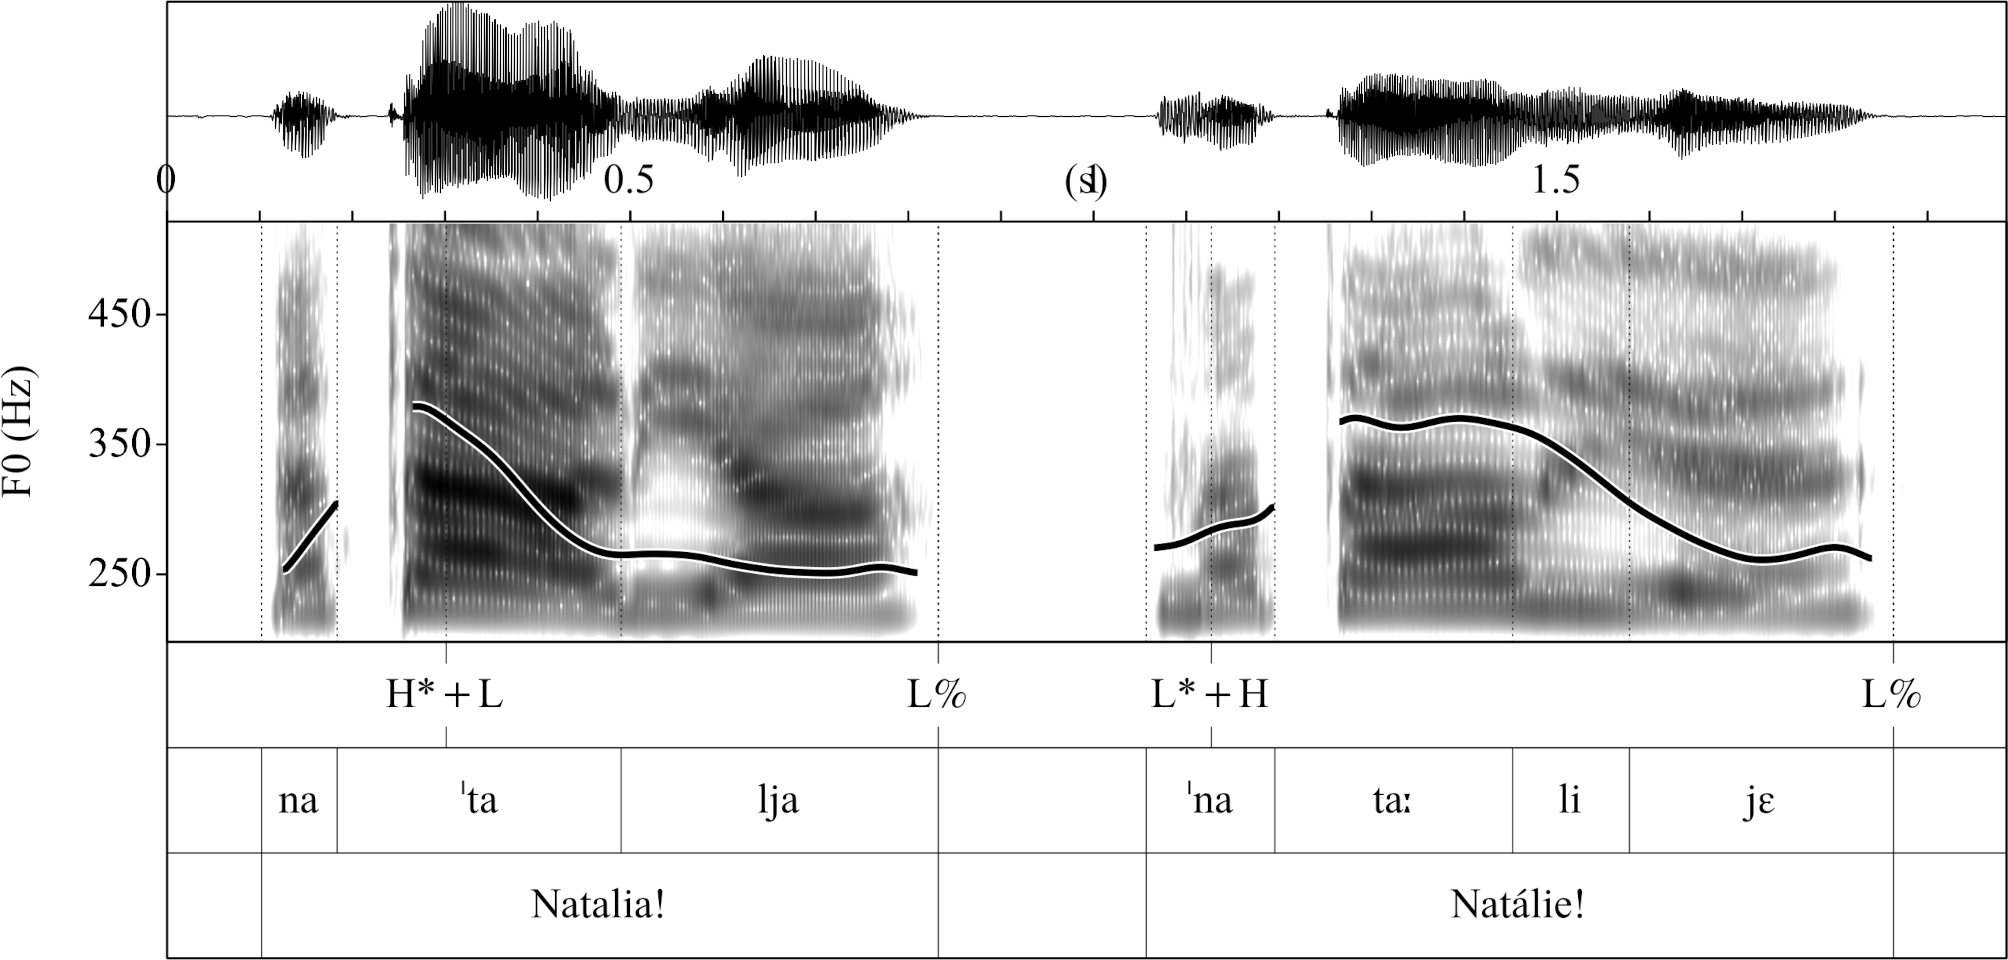 0 0.5 (s) 1 1.5
450
350
250
F0 (Hz)
H* + L L% L* + H L%
na ˈta lja ˈna taː li jɛ
Natalia! Natálie!